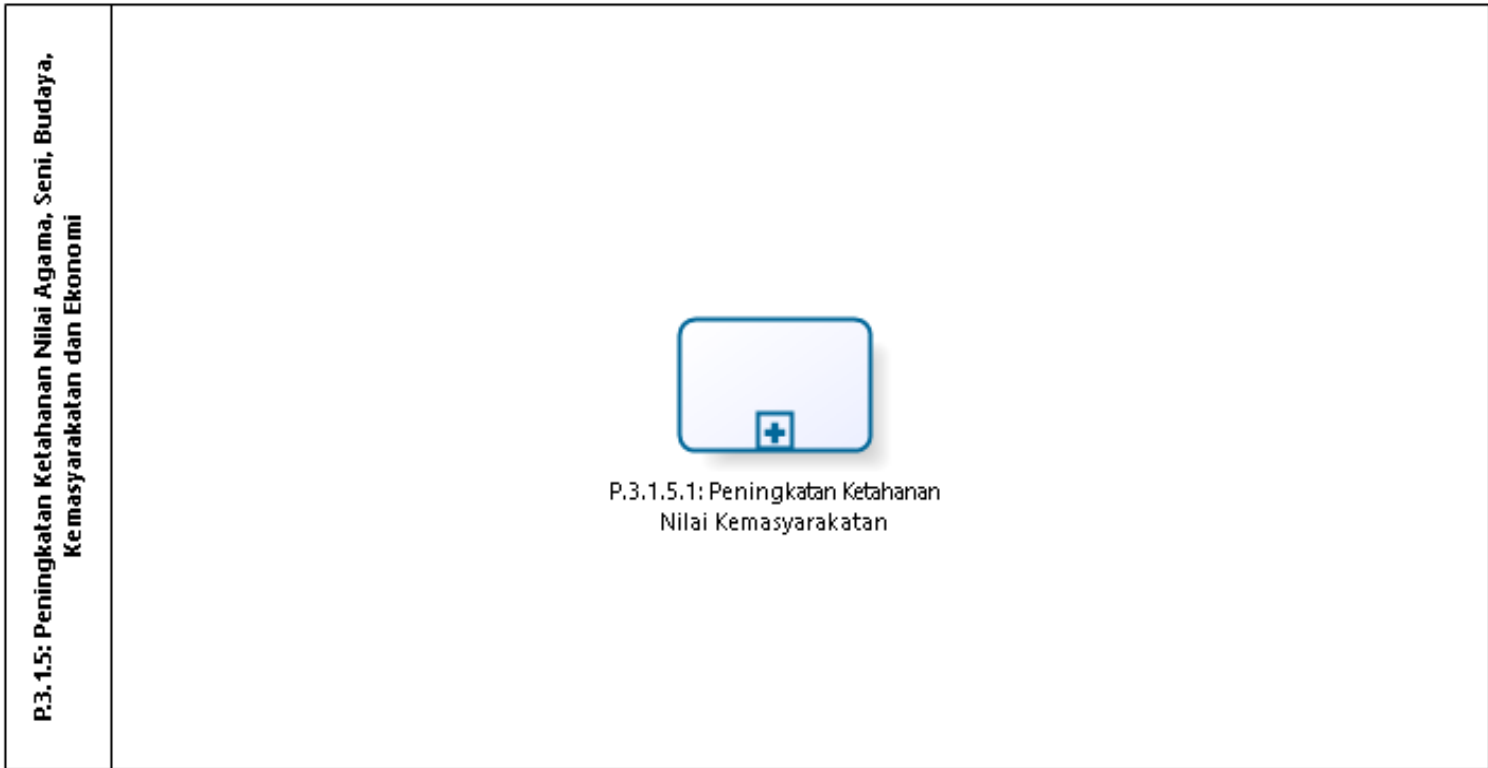 P.3.1.5: Peningkatan Ketahanan Nilai Agama, Seni, Budaya,
Kemasyarakatan dan Ekonomi
P.3.1.5.1: Peningkatan Ketahanan
Nilai Kemasyarakatan